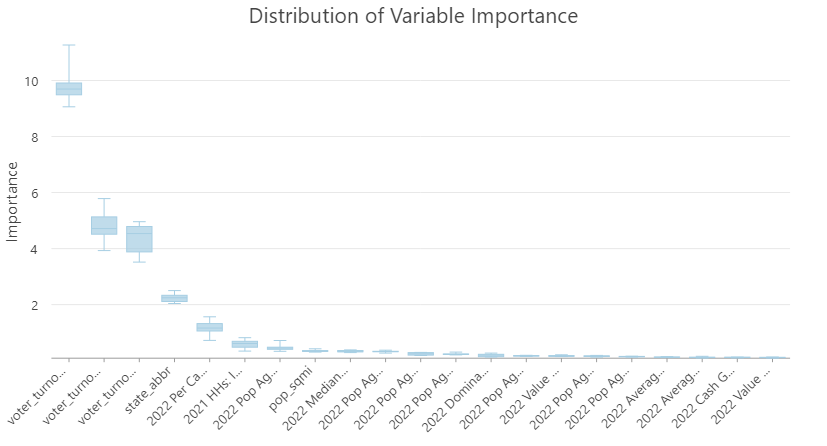 Distribution of Variable Importance
Importance
10
8
6
4
2
voter_turno...
voter_turno...
voter_turno...
state_abbr
2022 Per Ca...
2021 HHs: I...
2022 Pop Ag...
pop_sqmi
2022 Median...
2022 Pop Ag...
2022 Pop Ag...
2022 Pop Ag...
2022 Domina...
2022 Pop Ag...
2022 Value ...
2022 Pop Ag...
2022 Pop Ag...
2022 Averag...
2022 Averag...
2022 Cash G...
2022 Value ...